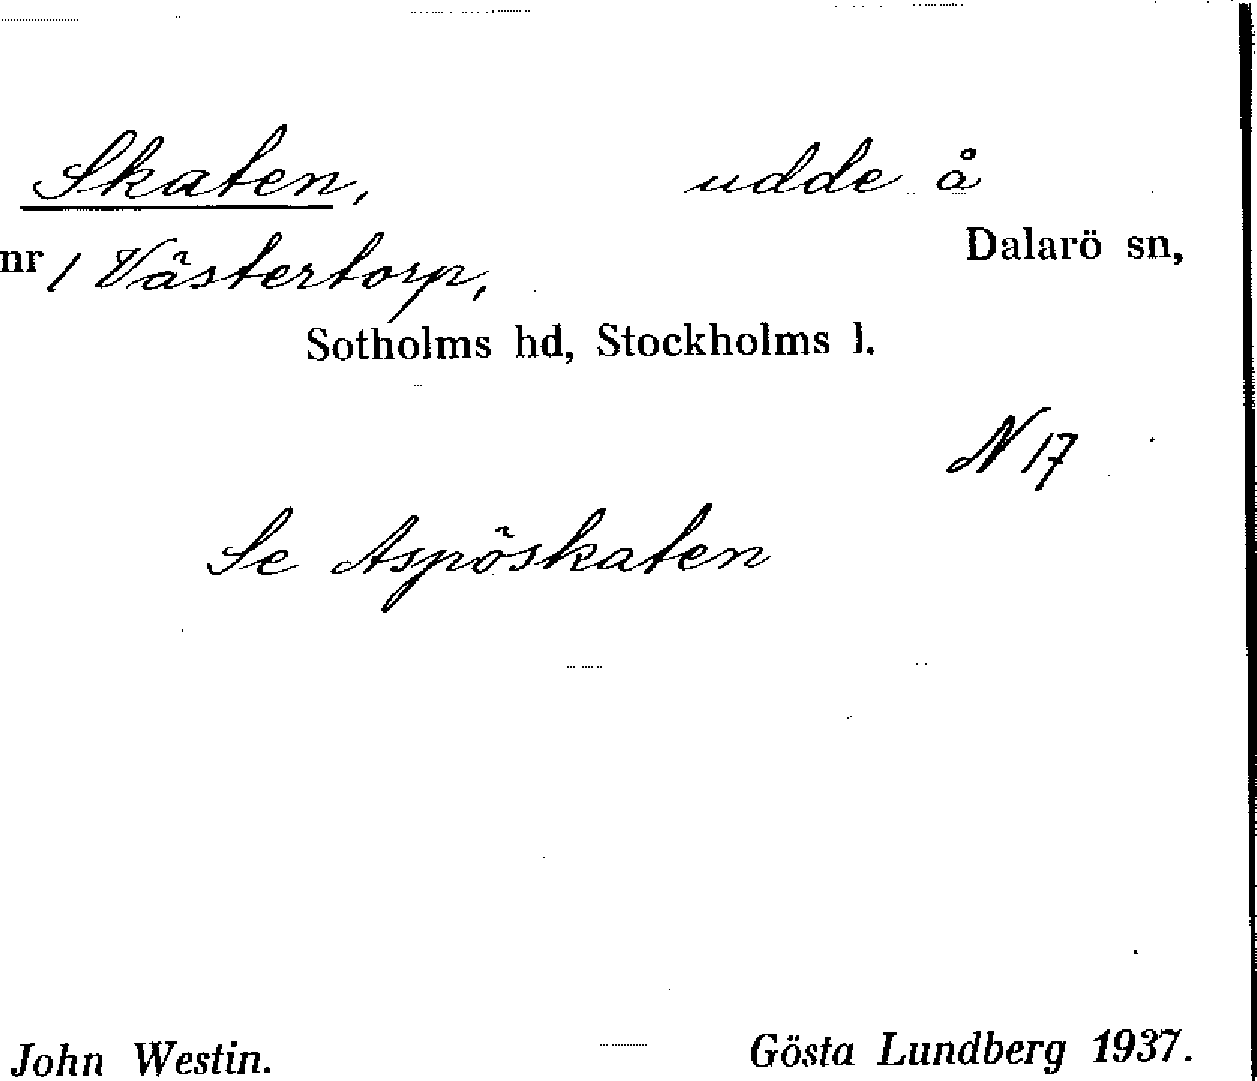 Skaten, udde å
nr 1 Västertorp, Dalarö sn,
Sotholms hd, Stockholms l.
N 17
Se Aspöskaten
John Westin. Gösta Lundberg 1937.